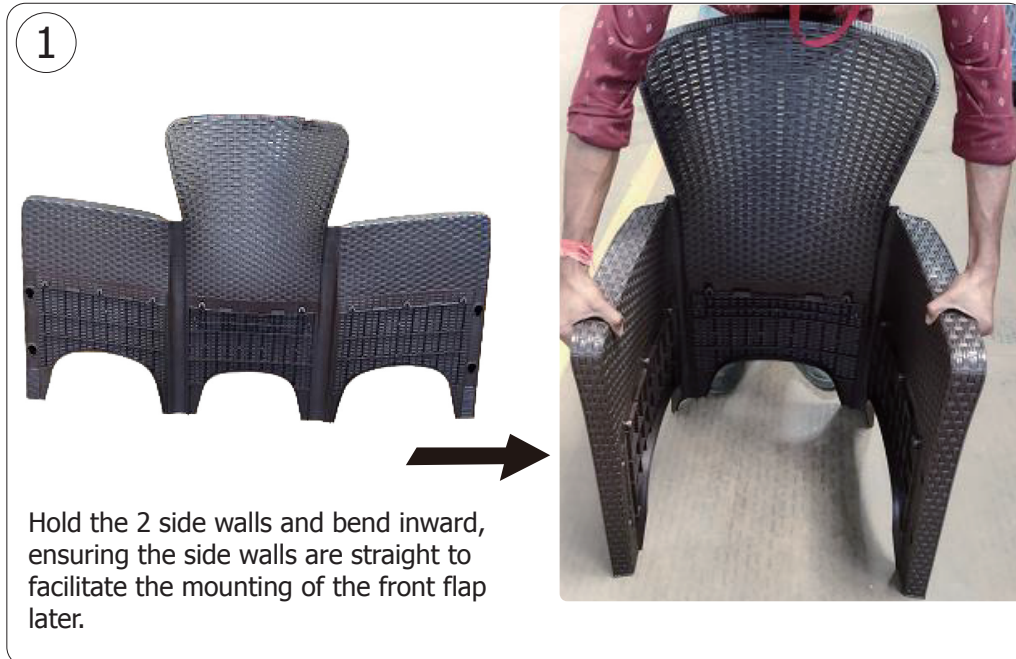 1
Hold the 2 side walls and bend inward,
ensuring the side walls are straight to
facilitate the mounting of the front flap
later.